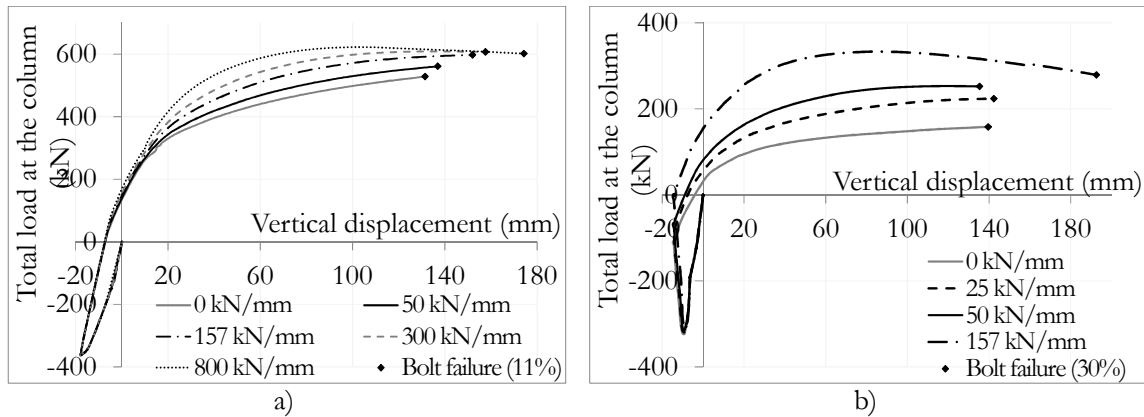 a)
Total load at the column
(kN)
600
400
200
0
-200
-400
Vertical displacement (mm)
-20
20
60
100
140
180
0 kN/mm
50 kN/mm
157 kN/mm
300 kN/mm
800 kN/mm
Bolt failure (11%)
a)
b)
Total load at the column
(kN)
400
200
0
-200
-400
Vertical displacement (mm)
-20
20
60
100
140
180
0 kN/mm
25 kN/mm
50 kN/mm
157 kN/mm
Bolt failure (30%)
b)